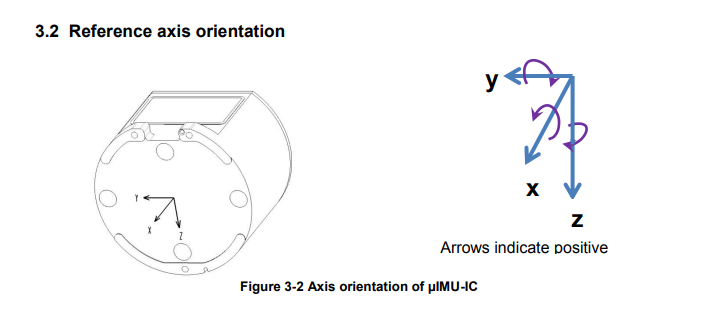 3.2 Reference axis orientation
y
x
z
Y
X
Z
Arrows indicate positive
Figure 3-2 Axis orientation of µIMU-IC